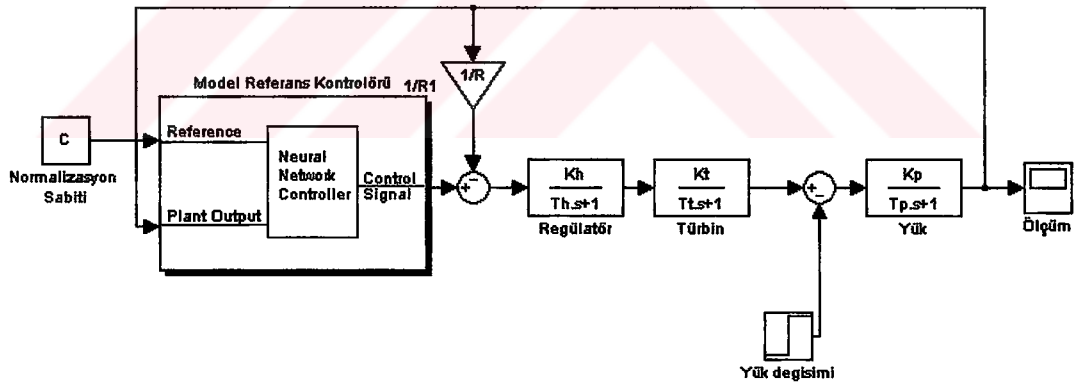 1/R
Model Referans Kontrolörü
1/R1
C
Normalizasyon
Sabiti
Reference
Plant Output
Neural
Network
Controller
Control
Signal
Kh
Th.s+1
Regülatör
Kt
Tt.s+1
Türbin
Kp
Tp.s+1
Yük
Ölçüm
Yük degisimi